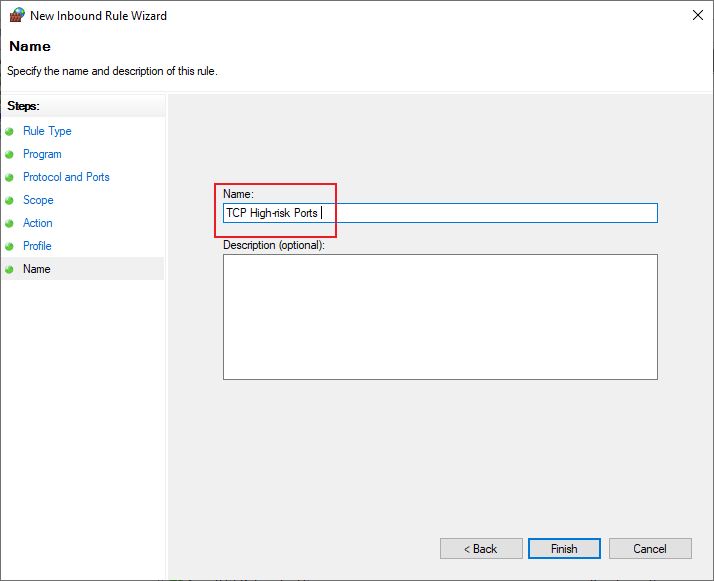 New Inbound Rule Wizard
Name
Specify the name and description of this rule.
Steps:
Rule Type
Program
Protocol and Ports
Scope
Action
Profile
Name
Name:
TCP High-risk Ports
Description (optional):
< Back
Finish
Cancel